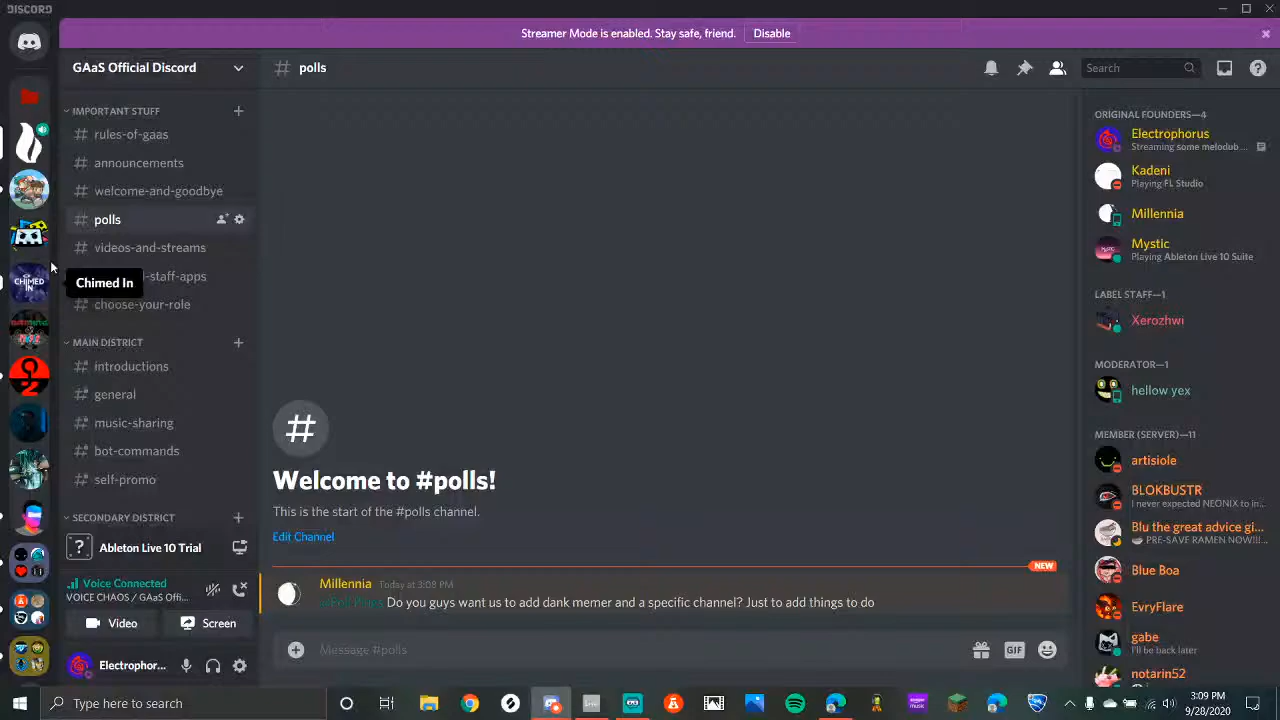 DISCORD
Streamer Mode is enabled. Stay safe, friend. Disable
GAaS Official Discord
polls
Search
IMPORTANT STUFF
rules-of-gaas
announcements
welcome-and-goodbye
polls
videos-and-streams
-staff-apps
choose-your-role
CHIMED IN
Chimed In
MAIN DISTRICT
introductions
general
music-sharing
bot-commands
self-promo
SECONDARY DISTRICT
Ableton Live 10 Trial
Voice Connected
VOICE CHAOS / GAaS Offi...
Video
Screen
Electrophor...
Welcome to #polls!
This is the start of the #polls channel.
Edit Channel
NEW
Millennia Today at 3:08 PM
Do you guys want us to add dank memer and a specific channel? Just to add things to do
Message #polls
GIF
ORIGINAL FOUNDERS—4
Electrophorus
Streaming some melodub ...
Kadeni
Playing FL Studio
Millennia
Mystic
Playing Ableton Live 10 Suite
LABEL STAFF—1
Xerozhwi
MODERATOR—1
hellow yex
MEMBER (SERVER)—11
artisiole
BLOKBUSTR
I never expected NEONIX to in...
Blu the great advice gi...
PRE-SAVE RAMEN NOW!!!...
Blue Boa
EvryFlare
gabe
I'll be back later
notarin52
Type here to search
music
3:09 PM
9/28/2020